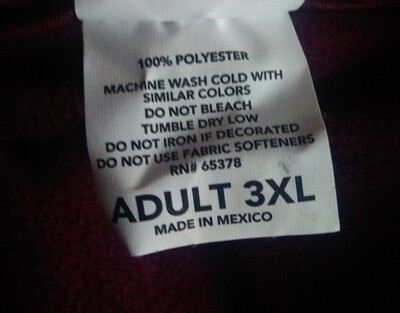 100% POLYESTER
MACHINE WASH COLD WITH
SIMILAR COLORS
DO NOT BLEACH
TUMBLE DRY LOW
DO NOT IRON IF DECORATED
DO NOT USE FABRIC SOFTENERS
RN# 65378
ADULT 3XL
MADE IN MEXICO